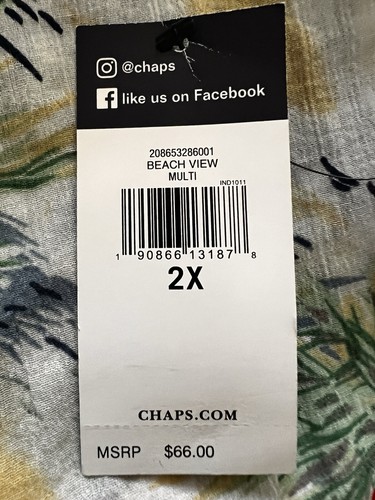 @chaps
like us on Facebook
208653286001
BEACH VIEW
MULTI
IND1011
1 90866 13187 8
2X
CHAPS.COM
MSRP $66.00